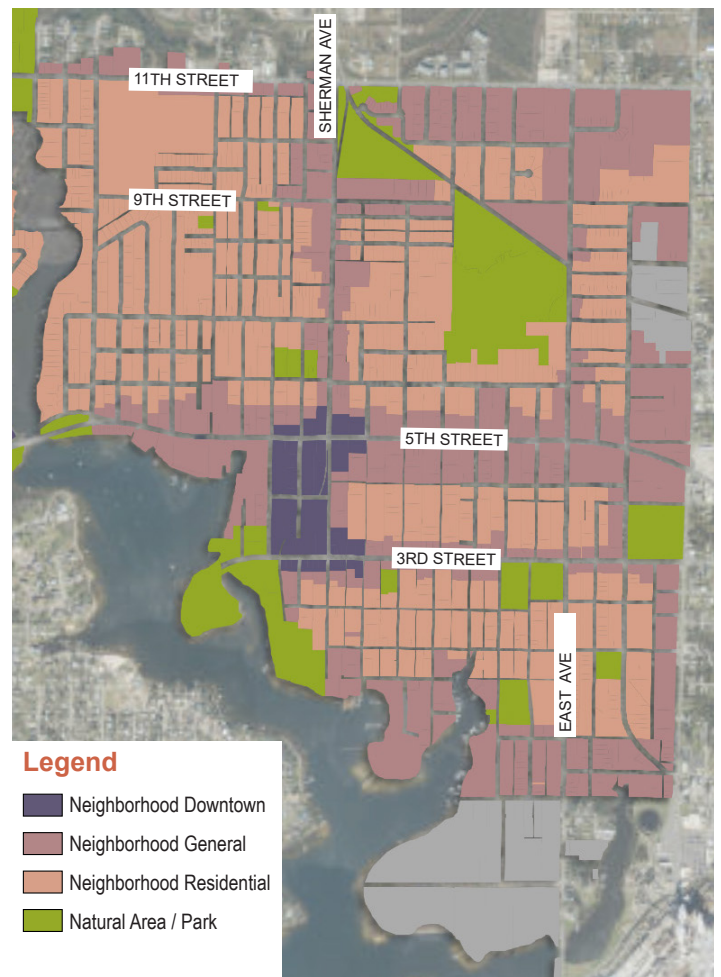 SHERMAN AVE
11TH STREET
9TH STREET
5TH STREET
3RD STREET
EAST AVE
Legend
Neighborhood Downtown
Neighborhood General
Neighborhood Residential
Natural Area / Park